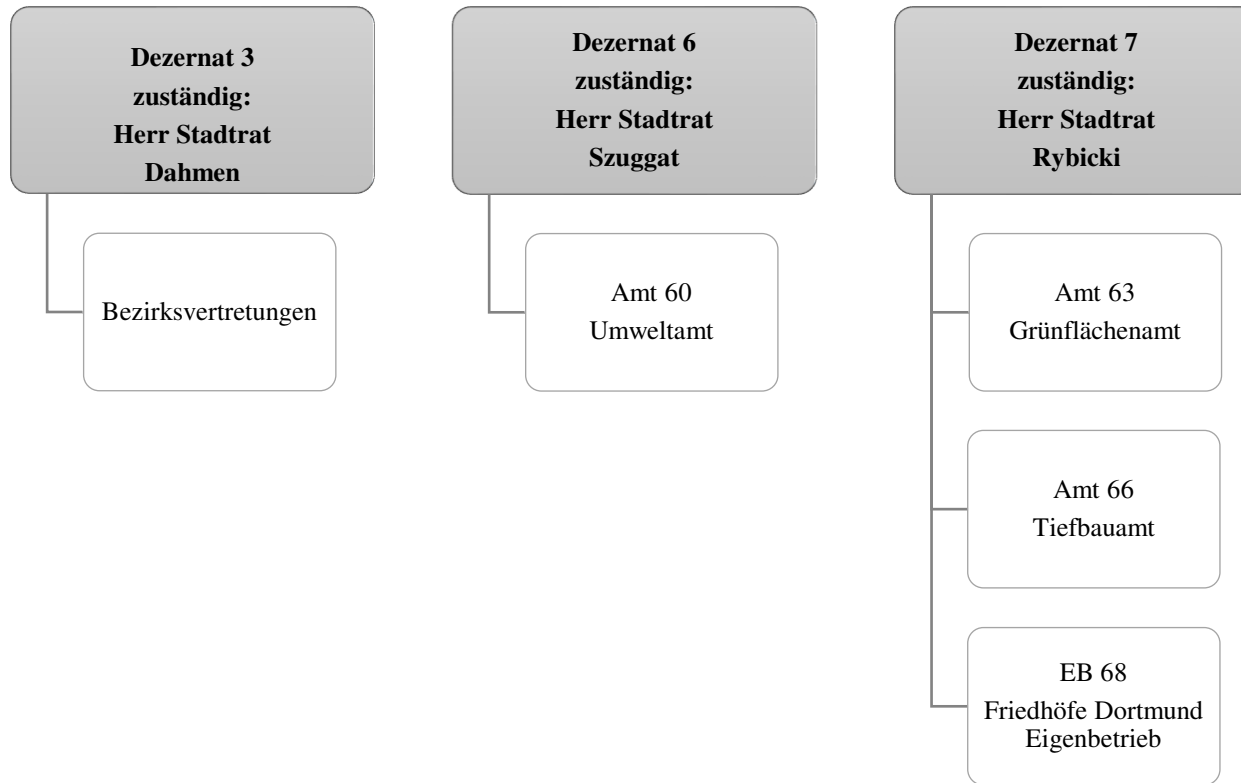 Dezernat 3
zuständig:
Herr Stadtrat
Dahmen
Bezirksvertretungen
Dezernat 6
zuständig:
Herr Stadtrat
Szuggat
Amt 60
Umweltamt
Dezernat 7
zuständig:
Herr Stadtrat
Rybicki
Amt 63
Grünflächenamt
Amt 66
Tiefbauamt
EB 68
Friedhöfe Dortmund
Eigenbetrieb